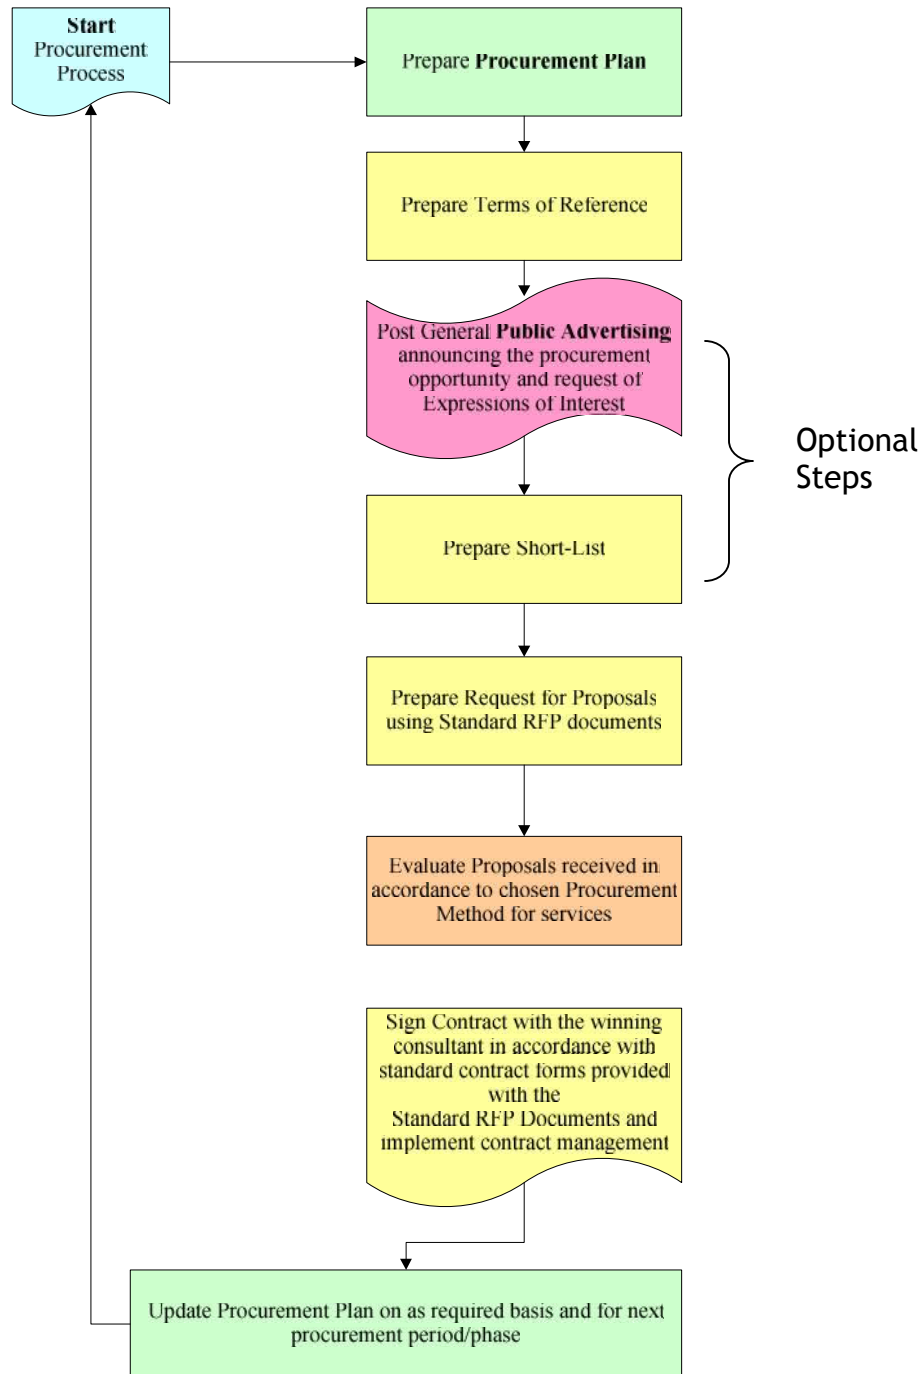 Start
Procurement
Process
Prepare Procurement Plan
Prepare Terms of Reference
Post General Public Advertising
announcing the procurement
opportunity and request of
Expressions of Interest
Optional
Steps
Prepare Short-List
Prepare Request for Proposals
using Standard RFP documents
Evaluate Proposals received in
accordance to chosen Procurement
Method for services
Sign Contract with the winning
consultant in accordance with
standard contract forms provided
with the
Standard RFP Documents and
implement contract management
Update Procurement Plan on as required basis and for next
procurement period/phase